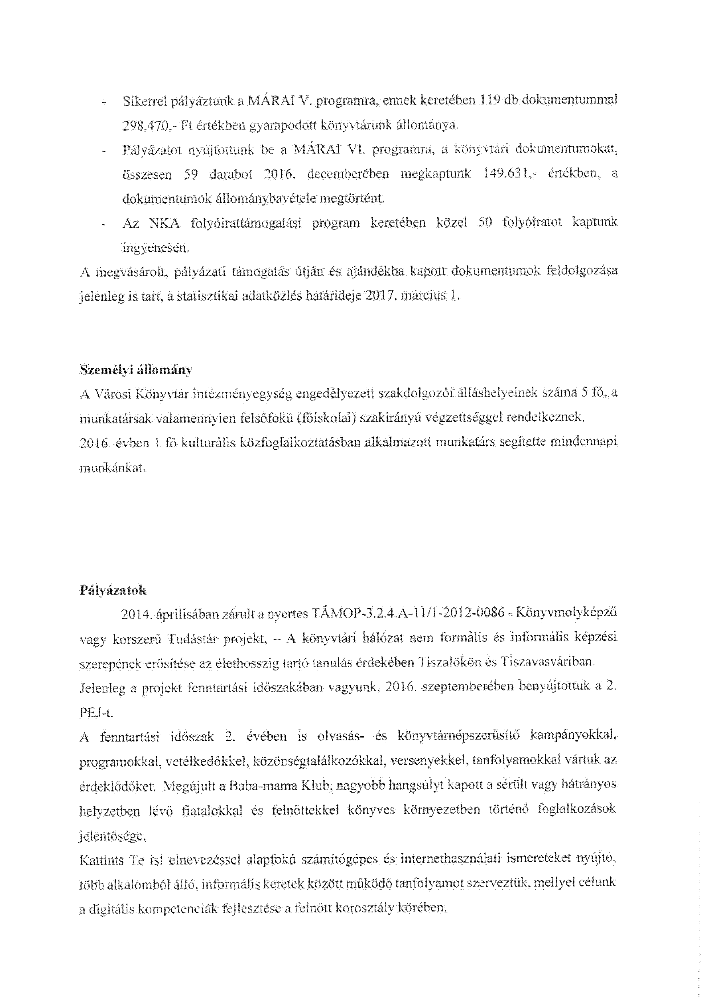 - Sikerrel pályáztunk a MÁRAI V. programra, ennek keretében 119 db dokumentummal
298.470,- Ft értékben gyarapodott könyvtárunk állománya.
- Pályázatot nyújtottunk be a MÁRAI VI. programra, a könyvtári dokumentumokat,
összesen 59 darabot 2016. decemberében megkaptunk 149.631,- értékben, a
dokumentumok állománybavétele megtörtént.
- Az NKA folyóirattámogatási program keretében közel 50 folyóiratot kaptunk
ingyenesen.
A megvásárolt, pályázati támogatás útján és ajándékba kapott dokumentumok feldolgozása
jelenleg is tart, a statisztikai adatközlés határideje 2017. március 1.
Személyi állomány
A Városi Könyvtár intézményegység engedélyezett szakdolgozói álláshelyeinek száma 5 fő, a
munkatársak valamennyien felsőfokú (főiskolai) szakirányú végzettséggel rendelkeznek.
2016. évben 1 fő kulturális közfoglalkoztatásban alkalmazott munkatárs segítette mindennapi
munkánkat.
Pályázatok
2014. áprilisában zárult a nyertes TÁMOP-3.2.4.A-11/1-2012-0086 - Könyvmolyképző
vagy korszerű Tudástár projekt, – A könyvtári hálózat nem formális és informális képzési
szerepének erősítése az élethosszig tartó tanulás érdekében Tiszalökön és Tiszavasváriban.
Jelenleg a projekt fenntartási időszakában vagyunk, 2016. szeptemberében benyújtottuk a 2.
PEJ-t.
A fenntartási időszak 2. évében is olvasás- és könyvtárnépszerűsítő kampányokkal,
programokkal, vetélkedőkkel, közönségtalálkozókkal, versenyekkel, tanfolyamokkal vártuk az
érdeklődőket. Megújult a Baba-mama Klub, nagyobb hangsúlyt kapott a sérült vagy hátrányos
helyzetben lévő fiatalokkal és felnőttekkel könyves környezetben történő foglalkozások
jelentősége.
Kattints Te is! elnevezéssel alapfokú számítógépes és internethasználati ismereteket nyújtó,
több alkalomból álló, informális keretek között működő tanfolyamot szerveztük, mellyel célunk
a digitális kompetenciák fejlesztése a felnőtt korosztály körében.